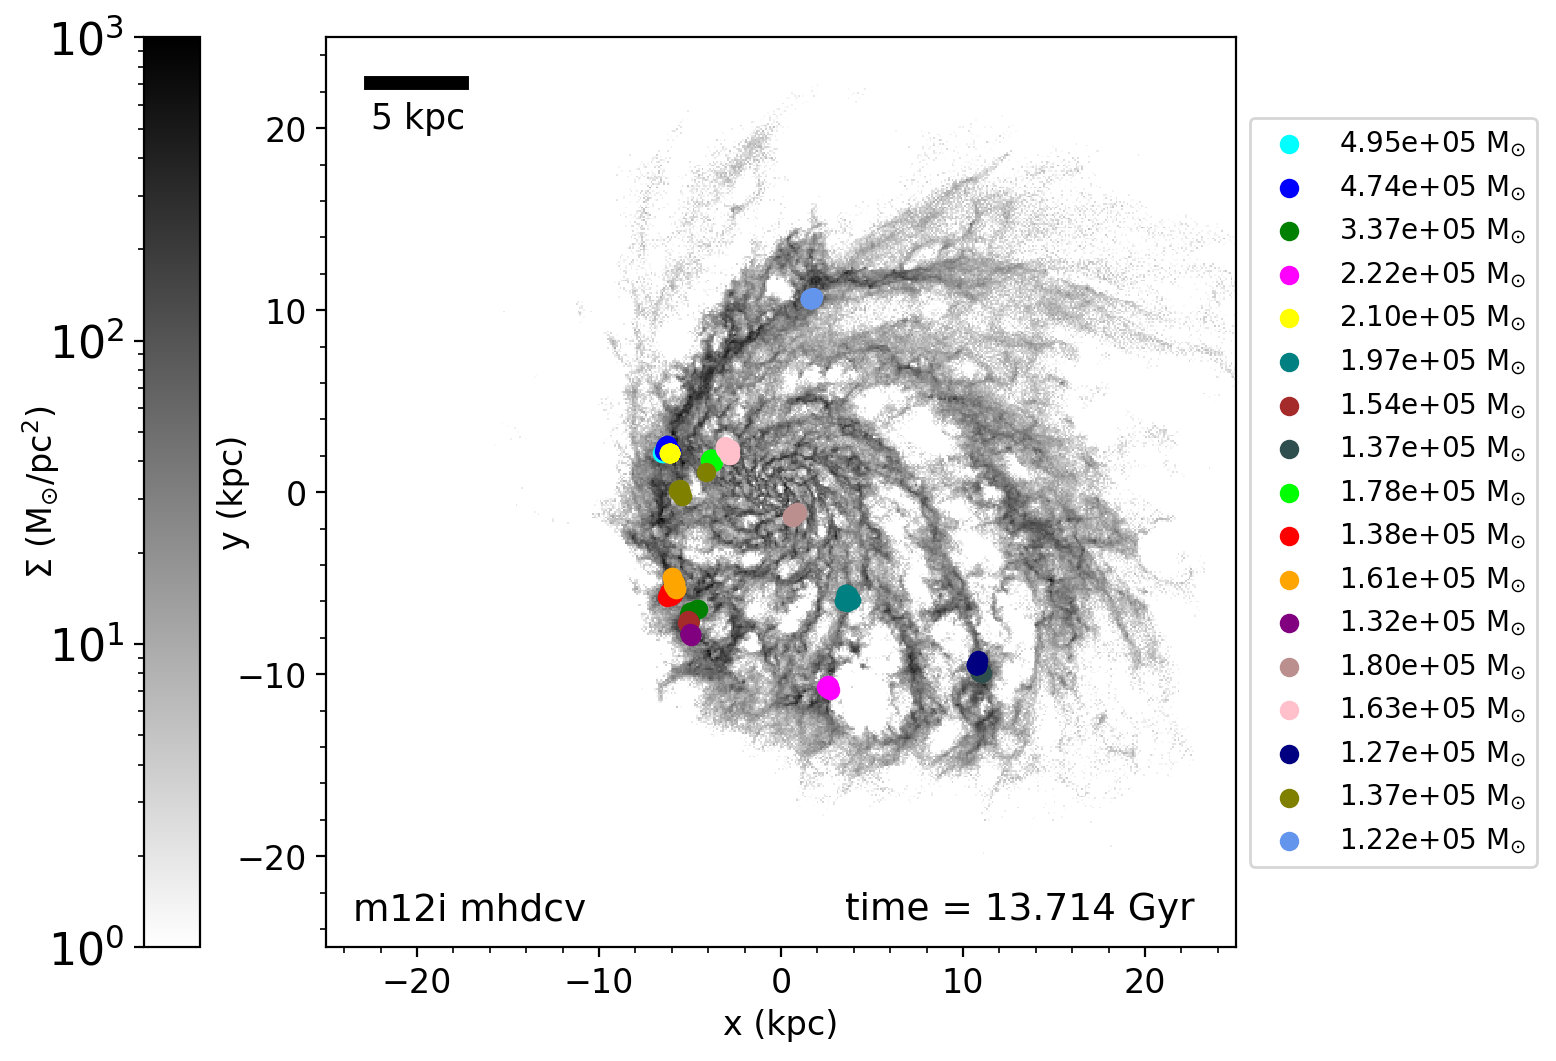 10³
10²
10¹
10⁰
Σ (M⊙/pc²)
y (kpc)
20
10
0
−10
−20
5 kpc
m12i mhdcv
time = 13.714 Gyr
−20
−10
0
10
20
x (kpc)
4.95e+05 M⊙
4.74e+05 M⊙
3.37e+05 M⊙
2.22e+05 M⊙
2.10e+05 M⊙
1.97e+05 M⊙
1.54e+05 M⊙
1.37e+05 M⊙
1.78e+05 M⊙
1.38e+05 M⊙
1.61e+05 M⊙
1.32e+05 M⊙
1.80e+05 M⊙
1.63e+05 M⊙
1.27e+05 M⊙
1.37e+05 M⊙
1.22e+05 M⊙